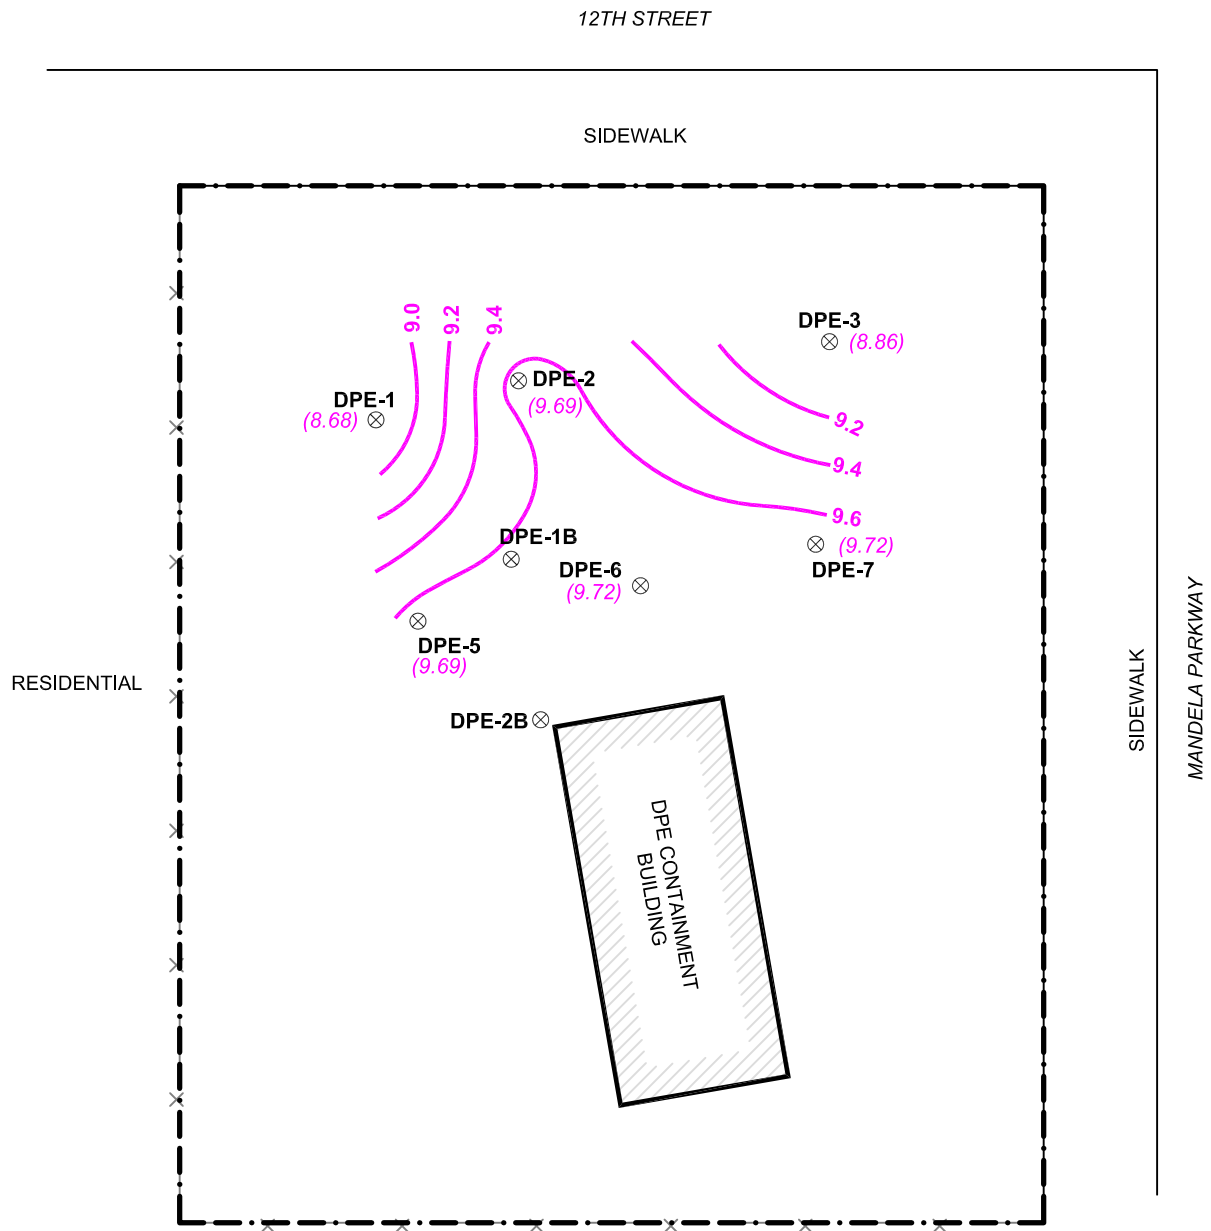 12TH STREET
SIDEWALK
9.0
9.2
9.4
DPE-3
(8.86)
DPE-2
(9.69)
DPE-1
(8.68)
9.2
9.4
9.6
DPE-1B
(9.72)
DPE-7
DPE-6
(9.72)
DPE-5
(9.69)
RESIDENTIAL
DPE-2B
SIDEWALK
MANDELA PARKWAY
DPE CONTAINMENT
BUILDING